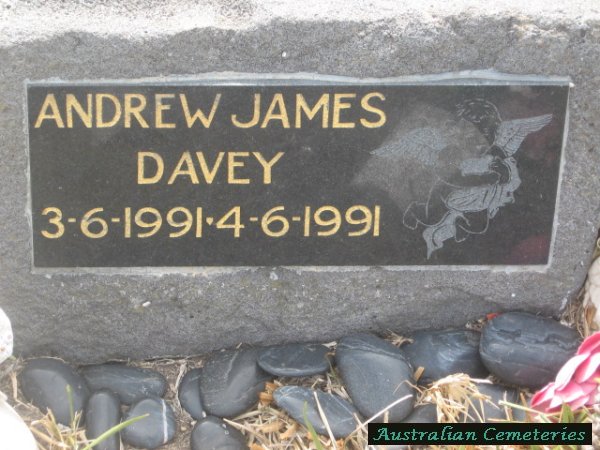 ANDREW JAMES
DAVEY
3-6-1991·4-6-1991
Australian Cemeteries